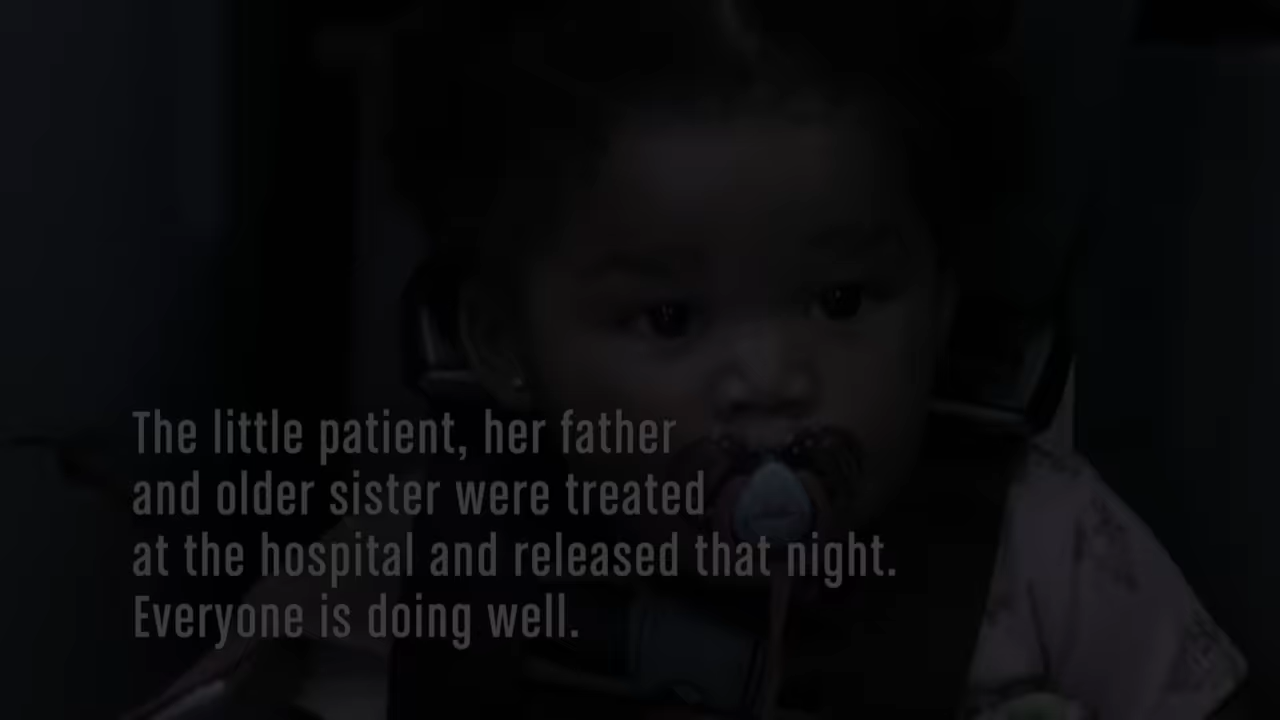 The little patient, her father
and older sister were treated
at the hospital and released that night.
Everyone is doing well.